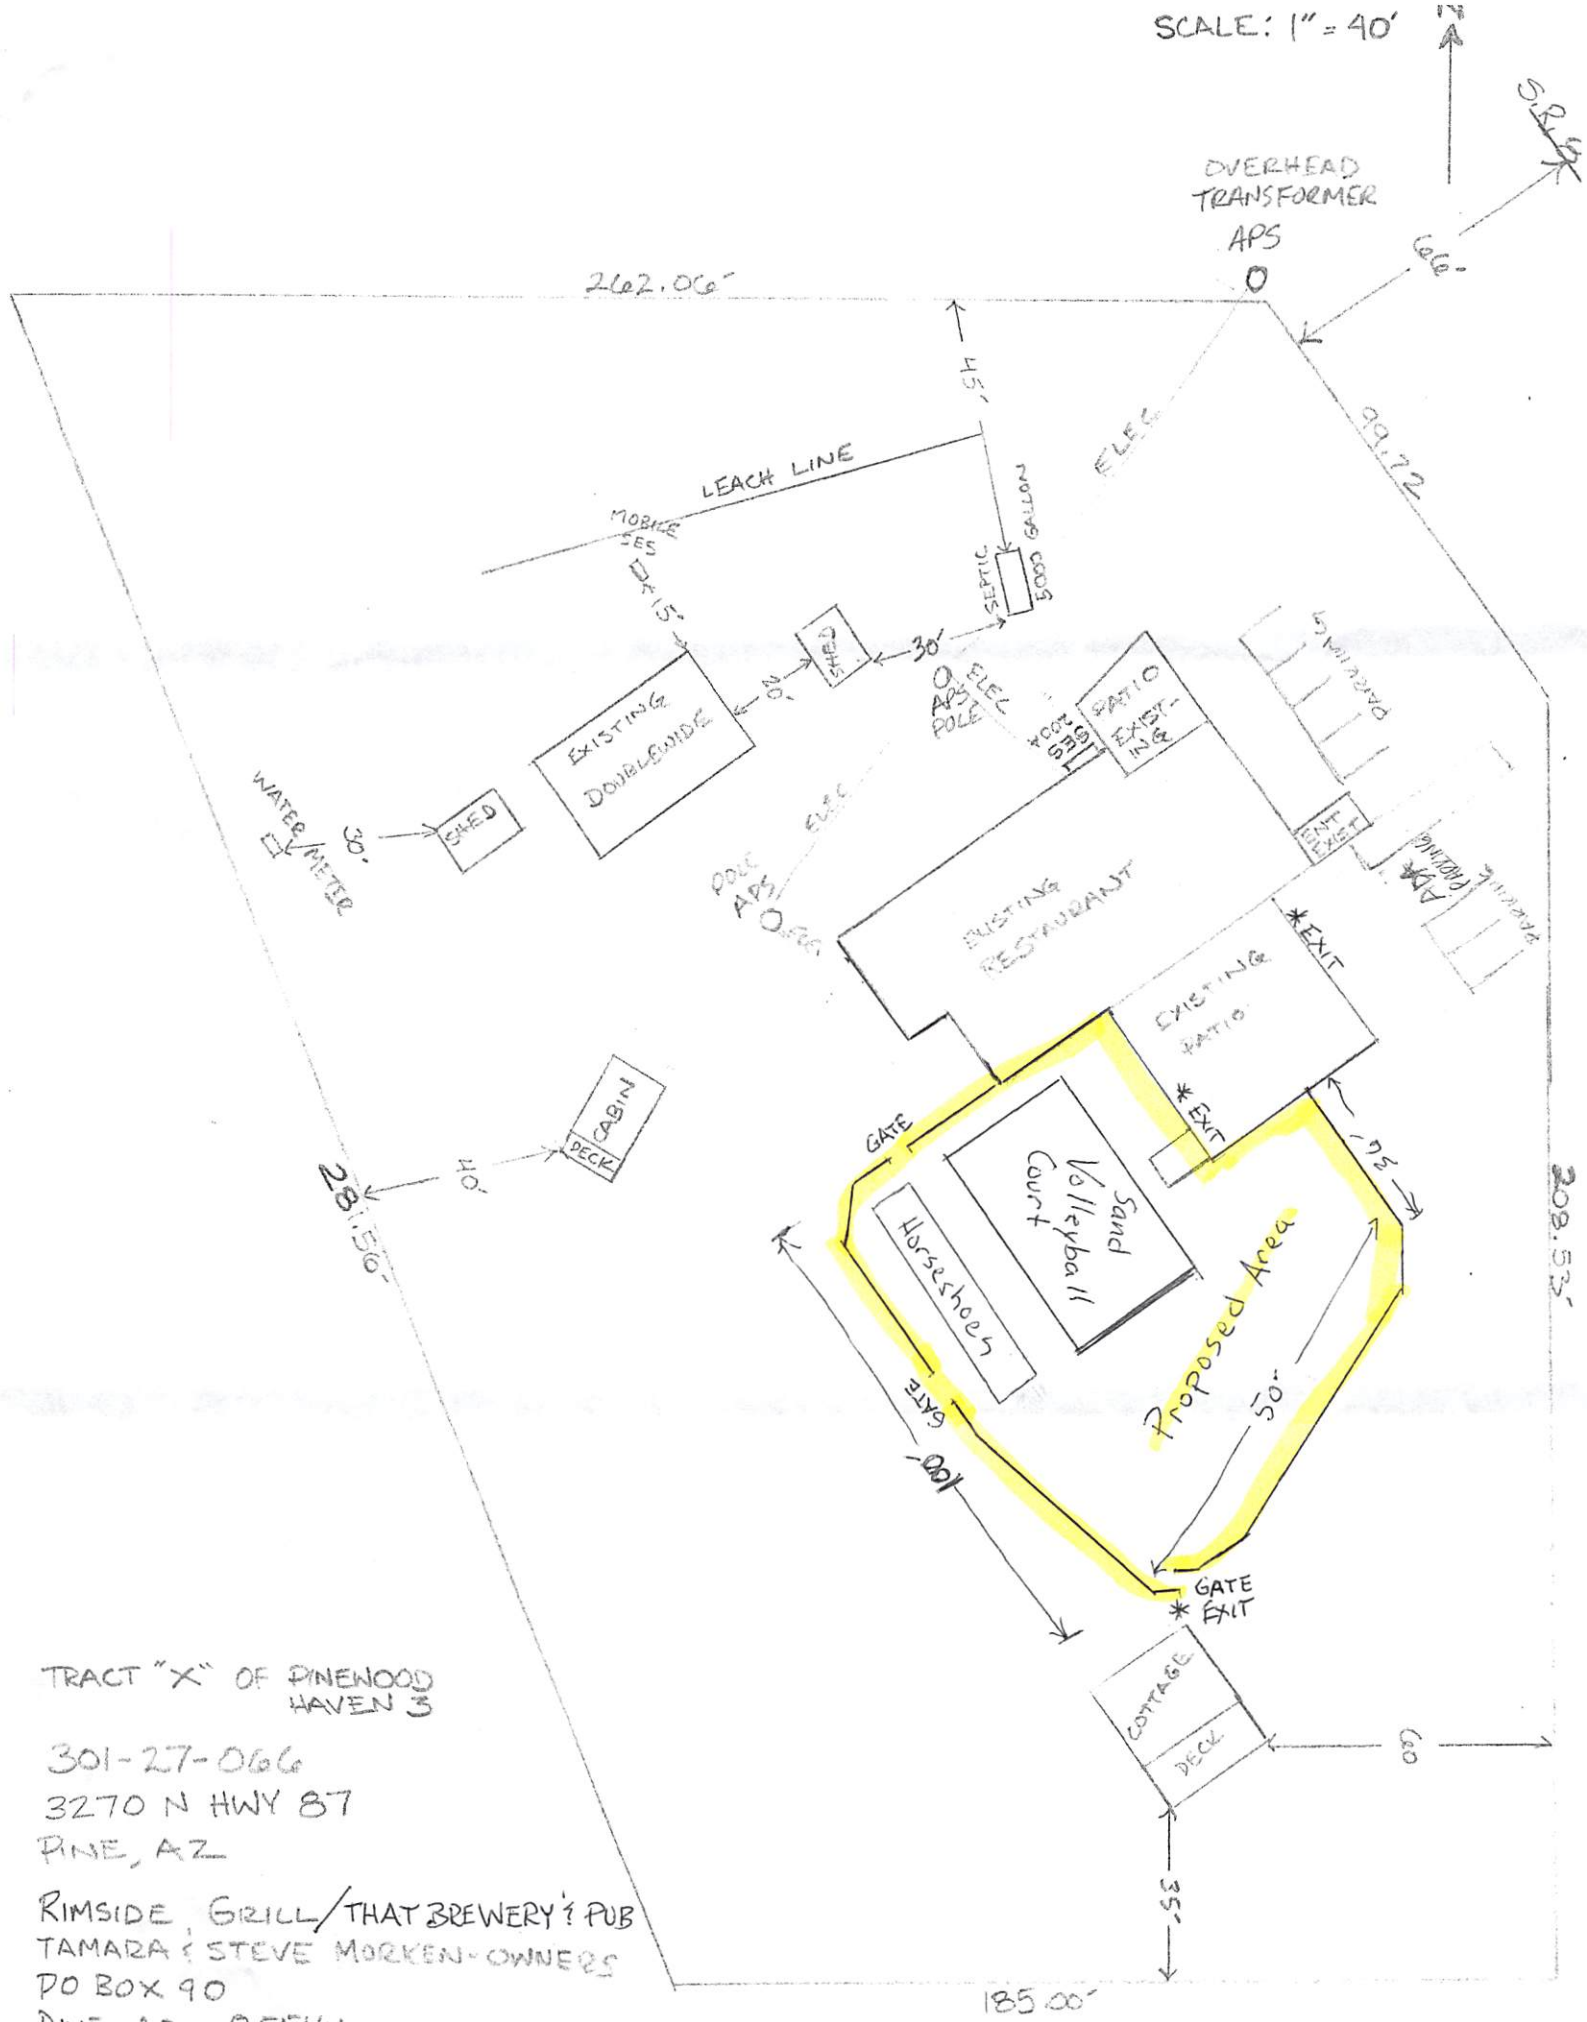 SCALE: 1" = 40'
N
S.R.
OVERHEAD
TRANSFORMER
APS
66'
262.06'
45'
99.72
ELEC
LEACH LINE
MOBILE
SES
15'
SEPTIC
5000 GALLON
SHED
30'
20'
ELEC
APS
POLE
SES
200A
PATIO
EXIST-
ING
PARKING
EXISTING
DOUBLEWIDE
WATER
METER
30'
SHED
ELEC
POLE
APS
EXISTING
RESTAURANT
ADA
PARKING
PARKING
* EXIT
EXISTING
PATIO
* EXIT
CABIN
DECK
40'
281.56'
GATE
Sand
Volleyball
Court
Horseshoes
Proposed Area
50'
208.53'
GATE
100'
GATE
* EXIT
COTTAGE
DECK
60
35'
185.00'
TRACT "X" OF PINEWOOD
HAVEN 3
301-27-066
3270 N HWY 87
PINE, AZ
RIMSIDE GRILL/THAT BREWERY & PUB
TAMARA & STEVE MORKEN-OWNERS
PO BOX 90